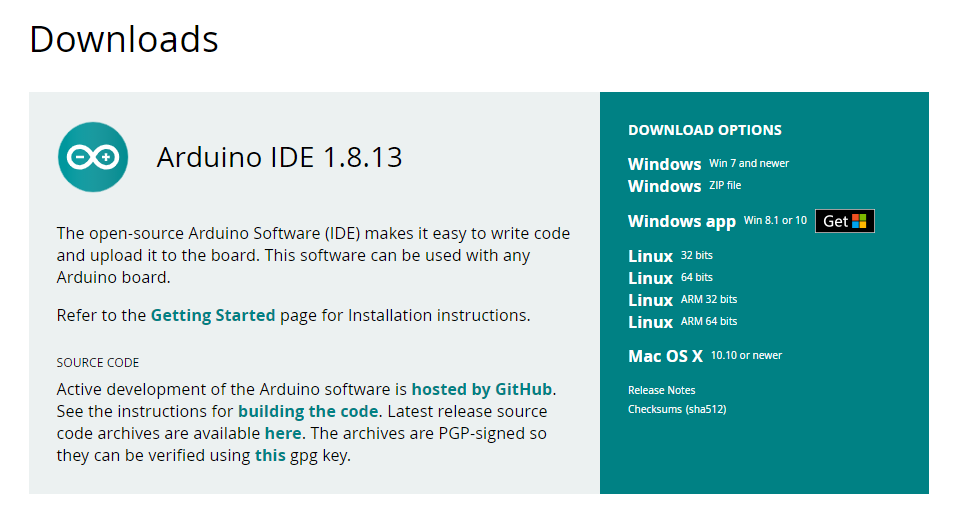 Downloads
Arduino IDE 1.8.13
The open-source Arduino Software (IDE) makes it easy to write code
and upload it to the board. This software can be used with any
Arduino board.
Refer to the Getting Started page for Installation instructions.
SOURCE CODE
Active development of the Arduino software is hosted by GitHub.
See the instructions for building the code. Latest release source
code archives are available here. The archives are PGP-signed so
they can be verified using this gpg key.
DOWNLOAD OPTIONS
Windows Win 7 and newer
Windows ZIP file
Windows app Win 8.1 or 10 Get
Linux 32 bits
Linux 64 bits
Linux ARM 32 bits
Linux ARM 64 bits
Mac OS X 10.10 or newer
Release Notes
Checksums (sha512)